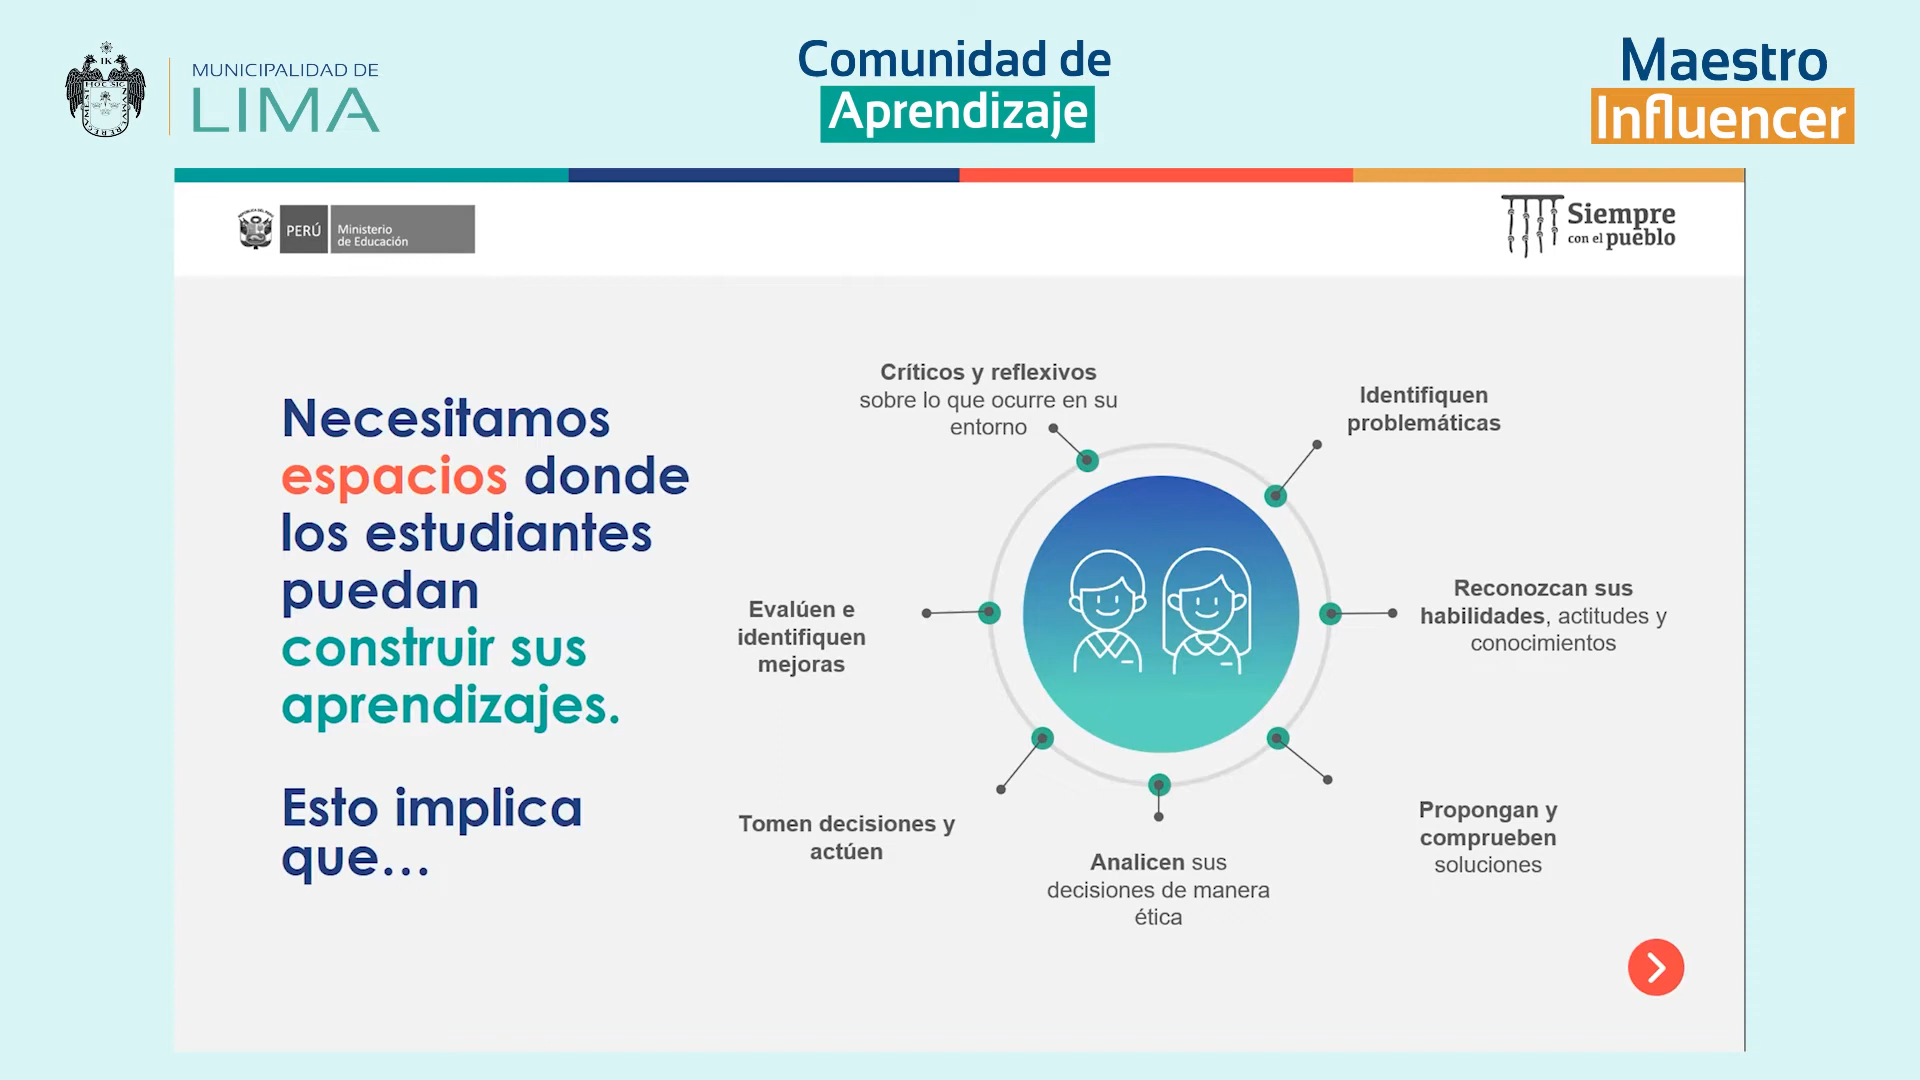 MUNICIPALIDAD DE
LIMA
Comunidad de
Aprendizaje
Maestro
Influencer
PERÚ
Ministerio
de Educación
Siempre
con el pueblo
Necesitamos
espacios donde
los estudiantes
puedan
construir sus
aprendizajes.
Esto implica
que...
Críticos y reflexivos
sobre lo que ocurre en su
entorno
Identifiquen
problemáticas
Reconozcan sus
habilidades, actitudes y
conocimientos
Propongan y
comprueben
soluciones
Analicen sus
decisiones de manera
ética
Tomen decisiones y
actúen
Evalúen e
identifiquen
mejoras